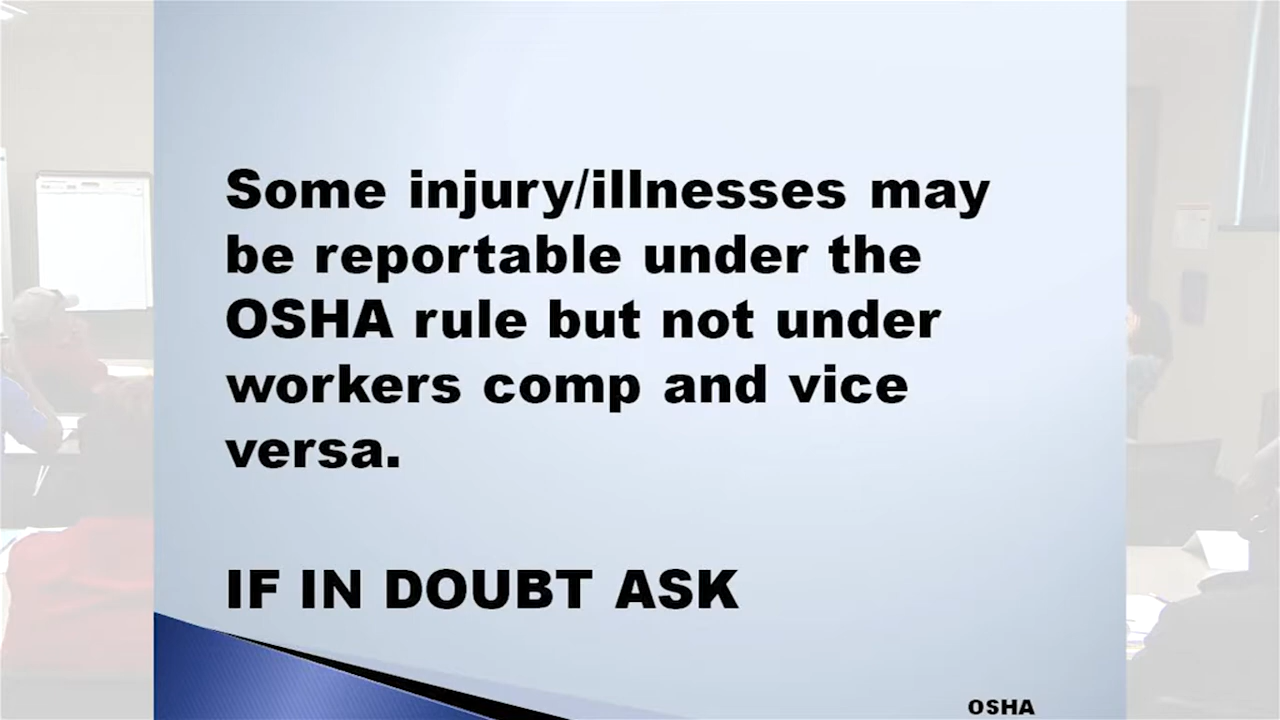 Some injury/illnesses may
be reportable under the
OSHA rule but not under
workers comp and vice
versa.
IF IN DOUBT ASK
OSHA